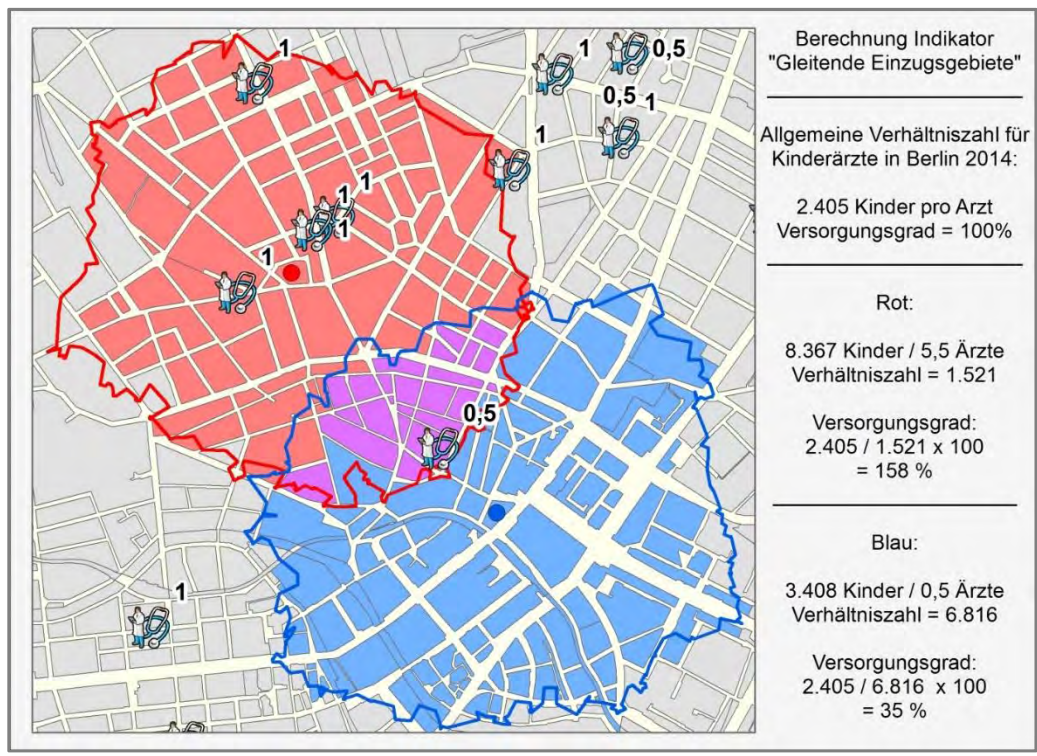 1
1
0,5
0,5 1
1
1
1
1
1
0,5
1
Berechnung Indikator
"Gleitende Einzugsgebiete"
Allgemeine Verhältniszahl für
Kinderärzte in Berlin 2014:
2.405 Kinder pro Arzt
Versorgungsgrad = 100%
Rot:
8.367 Kinder / 5,5 Ärzte
Verhältniszahl = 1.521
Versorgungsgrad:
2.405 / 1.521 x 100
= 158 %
Blau:
3.408 Kinder / 0,5 Ärzte
Verhältniszahl = 6.816
Versorgungsgrad:
2.405 / 6.816 x 100
= 35 %